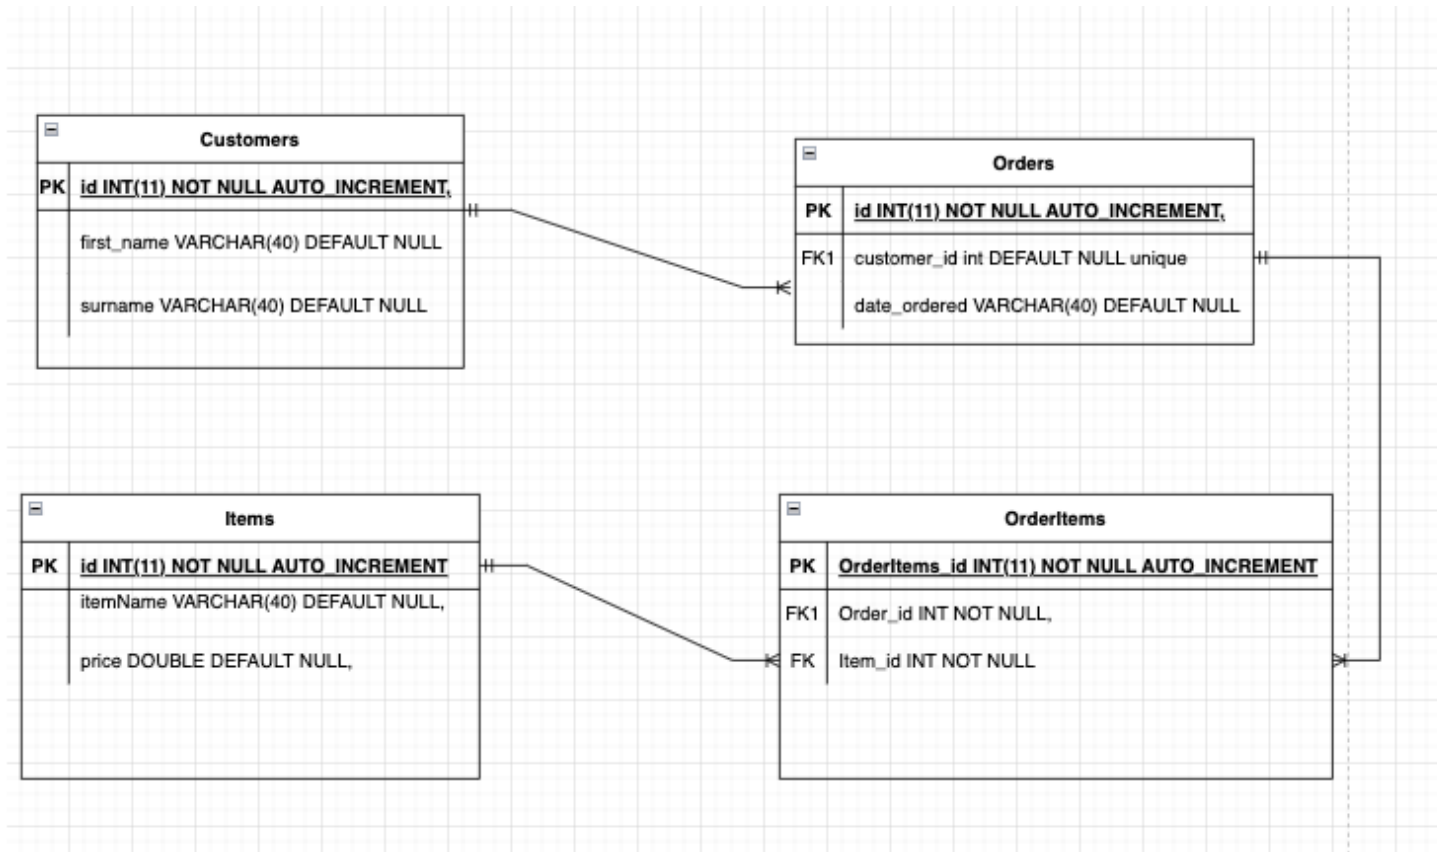 Customers
PK id INT(11) NOT NULL AUTO_INCREMENT,
first_name VARCHAR(40) DEFAULT NULL
surname VARCHAR(40) DEFAULT NULL
Orders
PK id INT(11) NOT NULL AUTO_INCREMENT,
FK1 customer_id int DEFAULT NULL unique
date_ordered VARCHAR(40) DEFAULT NULL
Items
PK id INT(11) NOT NULL AUTO_INCREMENT
itemName VARCHAR(40) DEFAULT NULL,
price DOUBLE DEFAULT NULL,
OrderItems
PK OrderItems_id INT(11) NOT NULL AUTO_INCREMENT
FK1 Order_id INT NOT NULL,
FK Item_id INT NOT NULL